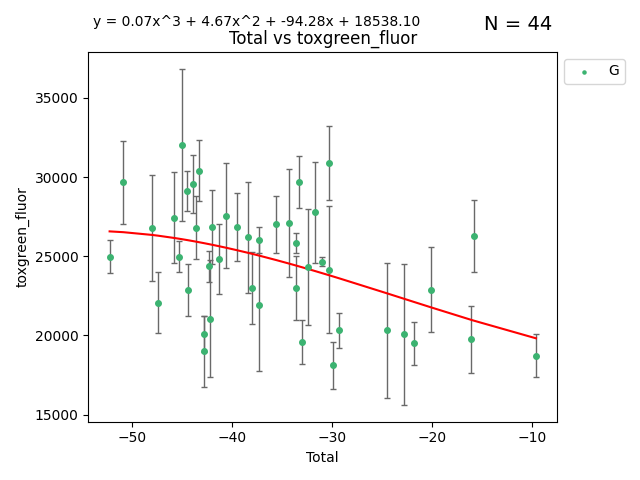 y = 0.07x^3 + 4.67x^2 + -94.28x + 18538.10
N = 44
Total vs toxgreen_fluor
G
35000
30000
25000
20000
15000
toxgreen_fluor
−50
−40
−30
−20
−10
Total